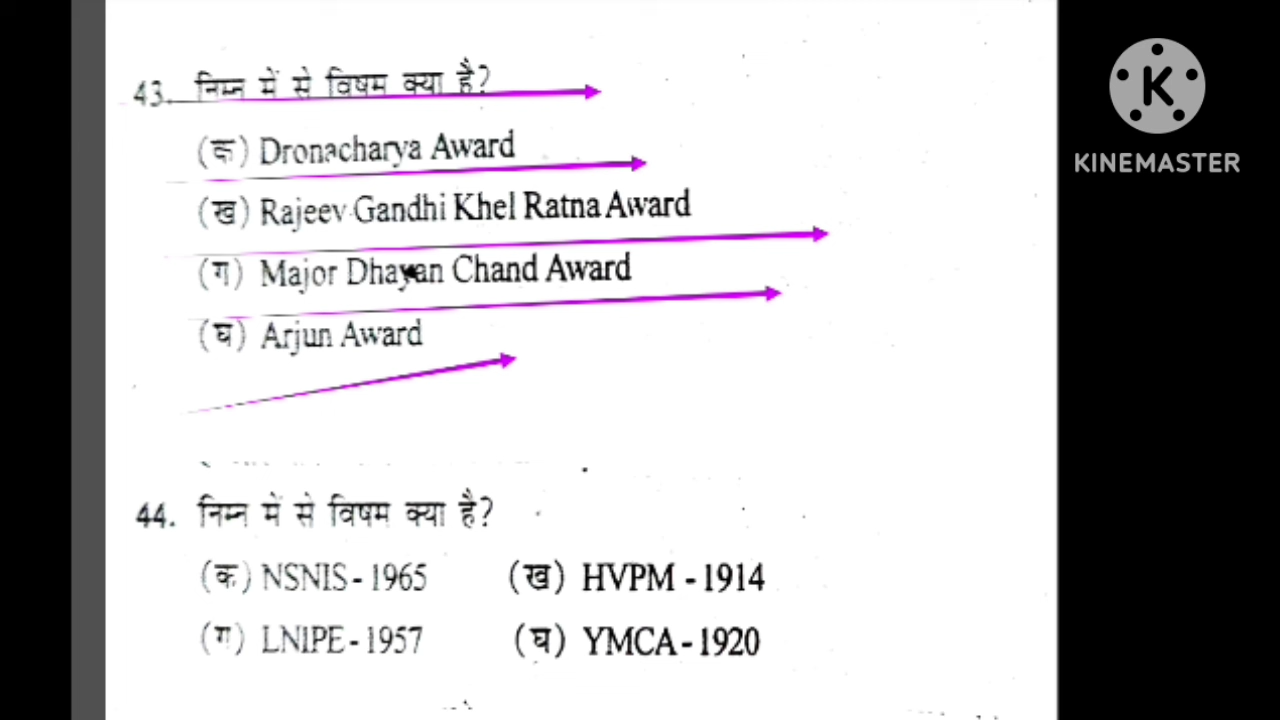 43. निम्न में से विषम क्या है?
(क) Dronacharya Award
(ख) Rajeev Gandhi Khel Ratna Award
(ग) Major Dhayan Chand Award
(घ) Arjun Award
44. निम्न में से विषम क्या है?
(क) NSNIS - 1965 (ख) HVPM - 1914
(ग) LNIPE - 1957 (घ) YMCA - 1920
K
KINEMASTER